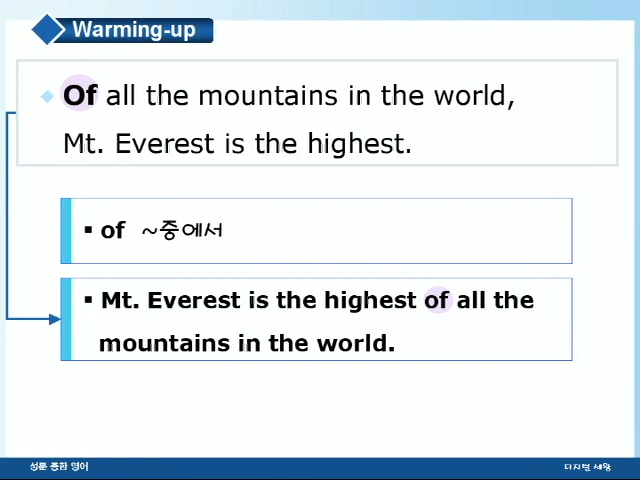 Warming-up
Of all the mountains in the world,
Mt. Everest is the highest.
▪ of ~중에서
▪ Mt. Everest is the highest of all the
mountains in the world.
성문 종합 영어
디지털 세왕